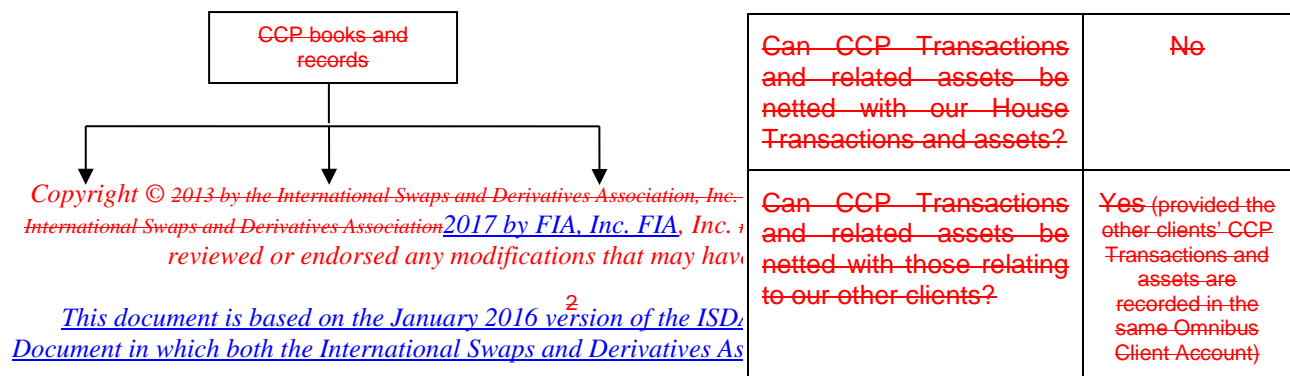 CCP books and
records
Copyright © 2013 by the International Swaps and Derivatives Association, Inc.
International Swaps and Derivatives Association2017 by FIA, Inc. FIA, Inc.
reviewed or endorsed any modifications that may have
2
This document is based on the January 2016 version of the ISDA
Document in which both the International Swaps and Derivatives As
Can CCP Transactions
and related assets be
netted with our House
Transactions and assets?
No
Can CCP Transactions
and related assets be
netted with those relating
to our other clients?
Yes (provided the
other clients' CCP
Transactions and
assets are
recorded in the
same Omnibus
Client Account)